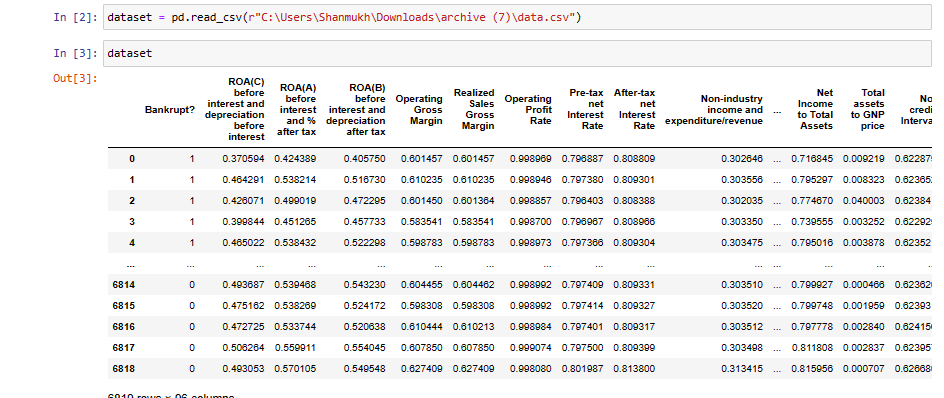 In [2]: dataset = pd.read_csv(r"C:\Users\Shanmukh\Downloads\archive (7)\data.csv")
In [3]: dataset
Out[3]:
Bankrupt? ROA(C) before interest and depreciation before interest ROA(A) before interest and % after tax ROA(B) before interest and depreciation after tax Operating Gross Margin Realized Sales Gross Margin Operating Profit Rate Pre-tax net Interest Rate After-tax net Interest Rate Non-industry income and expenditure/revenue ... Net Income to Total Assets Total assets to GNP price No credi Interva
0 1 0.370594 0.424389 0.405750 0.601457 0.601457 0.998969 0.796887 0.808809 0.302646 ... 0.716845 0.009219 0.62287
1 1 0.464291 0.538214 0.516730 0.610235 0.610235 0.998946 0.797380 0.809301 0.303556 ... 0.795297 0.008323 0.62365
2 1 0.426071 0.499019 0.472295 0.601450 0.601364 0.998857 0.796403 0.808388 0.302035 ... 0.774670 0.040003 0.62384
3 1 0.399844 0.451265 0.457733 0.583541 0.583541 0.998700 0.796967 0.808966 0.303350 ... 0.739555 0.003252 0.62292
4 1 0.465022 0.538432 0.522298 0.598783 0.598783 0.998973 0.797366 0.809304 0.303475 ... 0.795016 0.003878 0.62352
... ... ... ... ... ... ... ... ... ... ... ... ... ...
6814 0 0.493687 0.539468 0.543230 0.604455 0.604462 0.998992 0.797409 0.809331 0.303510 ... 0.799927 0.000466 0.62362
6815 0 0.475162 0.538269 0.524172 0.598308 0.598308 0.998992 0.797414 0.809327 0.303520 ... 0.799748 0.001959 0.62393
6816 0 0.472725 0.533744 0.520638 0.610444 0.610213 0.998984 0.797401 0.809317 0.303512 ... 0.797778 0.002840 0.62415
6817 0 0.506264 0.559911 0.554045 0.607850 0.607850 0.999074 0.797500 0.809399 0.303498 ... 0.811808 0.002837 0.62395
6818 0 0.493053 0.570105 0.549548 0.627409 0.627409 0.998080 0.801987 0.813800 0.313415 ... 0.815956 0.000707 0.62668
6819 rows × 96 columns